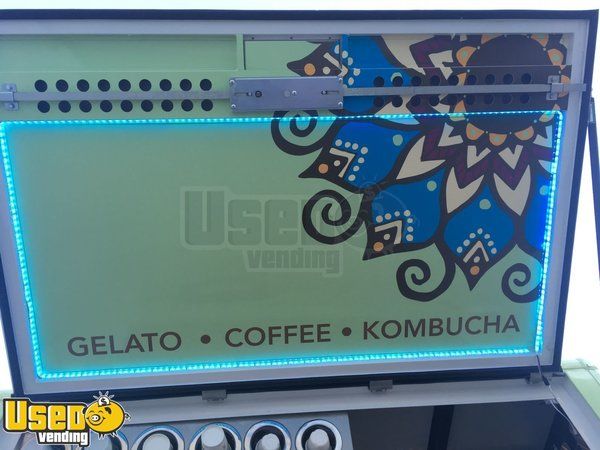 Used
vending
GELATO • COFFEE • KOMBUCHA
Used
vending